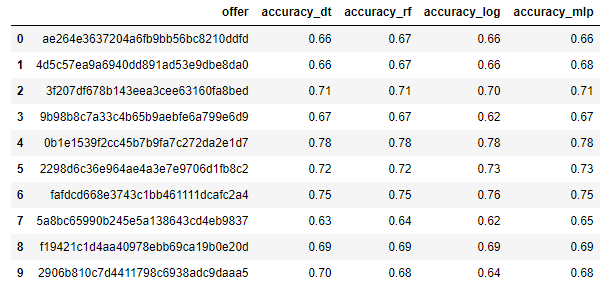 offer accuracy_dt accuracy_rf accuracy_log accuracy_mlp
0 ae264e3637204a6fb9bb56bc8210ddfd 0.66 0.67 0.66 0.66
1 4d5c57ea9a6940dd891ad53e9dbe8da0 0.66 0.67 0.66 0.68
2 3f207df678b143eea3cee63160fa8bed 0.71 0.71 0.70 0.71
3 9b98b8c7a33c4b65b9aebfe6a799e6d9 0.67 0.67 0.62 0.67
4 0b1e1539f2cc45b7b9fa7c272da2e1d7 0.78 0.78 0.78 0.78
5 2298d6c36e964ae4a3e7e9706d1fb8c2 0.72 0.72 0.73 0.73
6 fafdcd668e3743c1bb461111dcafc2a4 0.75 0.75 0.76 0.75
7 5a8bc65990b245e5a138643cd4eb9837 0.63 0.64 0.62 0.65
8 f19421c1d4aa40978ebb69ca19b0e20d 0.69 0.69 0.69 0.69
9 2906b810c7d4411798c6938adc9daaa5 0.70 0.68 0.64 0.68